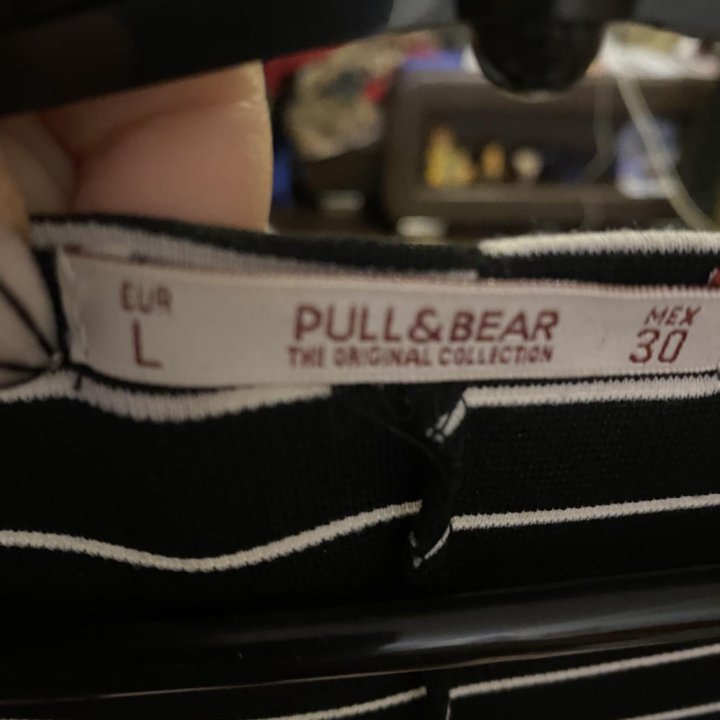 EUR
L
PULL&BEAR
THE ORIGINAL COLLECTION
MEX
30